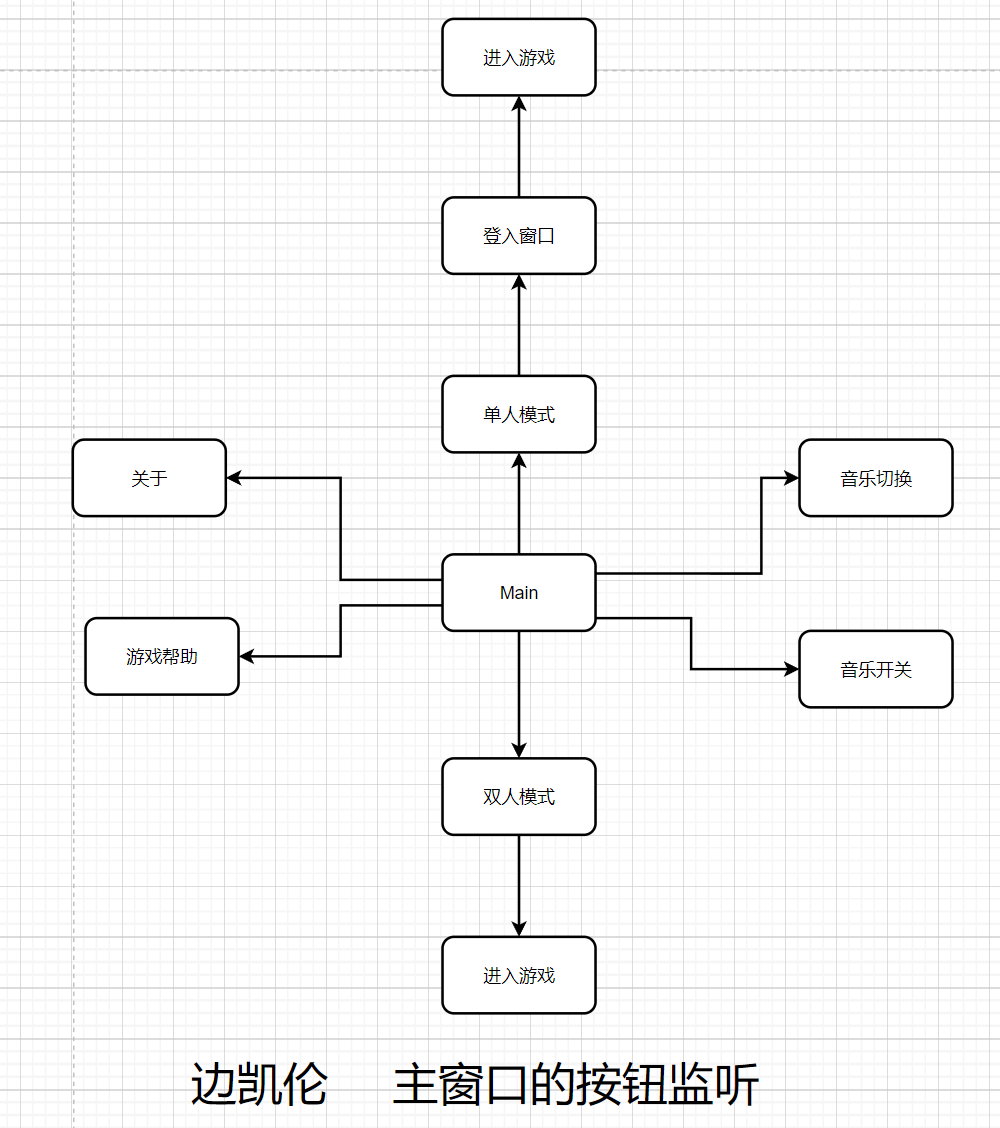 进入游戏
登入窗口
单人模式
关于
音乐切换
Main
游戏帮助
音乐开关
双人模式
进入游戏
边凯伦 主窗口的按钮监听